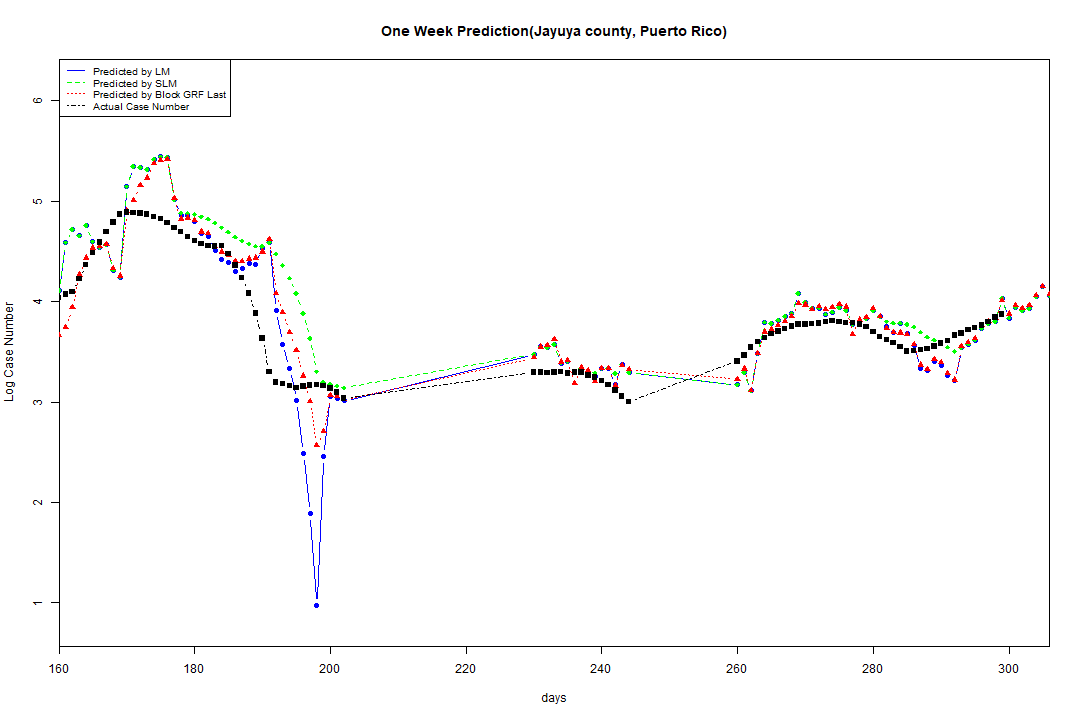 One Week Prediction(Jayuya county, Puerto Rico)
Predicted by LM
Predicted by SLM
Predicted by Block GRF Last
Actual Case Number
Log Case Number
6
5
4
3
2
1
160 180 200 220 240 260 280 300
days